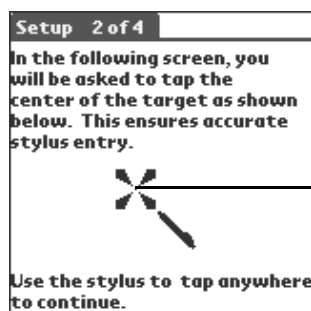 Setup 2 of 4
In the following screen, you
will be asked to tap the
center of the target as shown
below. This ensures accurate
stylus entry.
Use the stylus to tap anywhere
to continue.